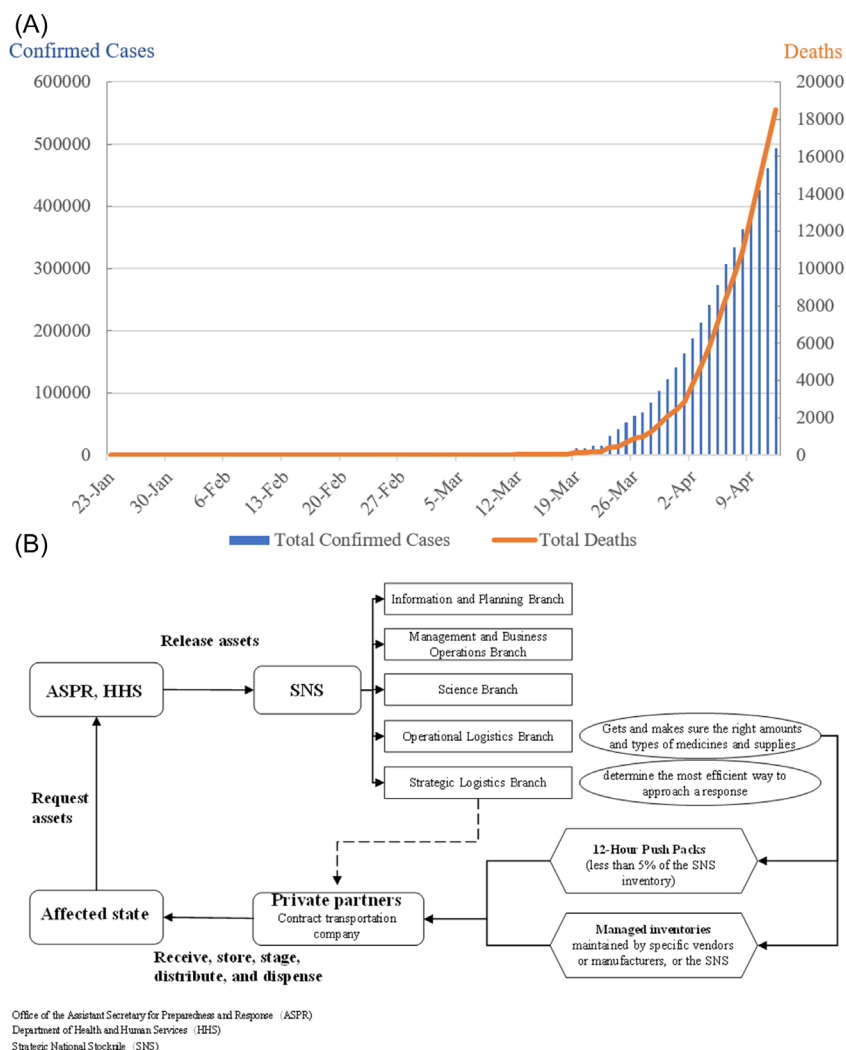 (A)
Confirmed Cases
Deaths
600000
500000
400000
300000
200000
100000
0
20000
18000
16000
14000
12000
10000
8000
6000
4000
2000
0
23-Jan
30-Jan
6-Feb
13-Feb
20-Feb
27-Feb
5-Mar
12-Mar
19-Mar
26-Mar
2-Apr
9-Apr
Total Confirmed Cases
Total Deaths
(B)
Release assets
ASPR, HHS
SNS
Information and Planning Branch
Management and Business
Operations Branch
Science Branch
Operational Logistics Branch
Strategic Logistics Branch
Gets and makes sure the right amounts
and types of medicines and supplies
determine the most efficient way to
approach a response
Request
assets
12-Hour Push Packs
(less than 5% of the SNS
inventory)
Managed inventories
maintained by specific vendors
or manufacturers, or the SNS
Private partners
Contract transportation
company
Affected state
Receive, store, stage,
distribute, and dispense
Office of the Assistant Secretary for Preparedness and Response (ASPR)
Department of Health and Human Services (HHS)
Strategic National Stockpile (SNS)